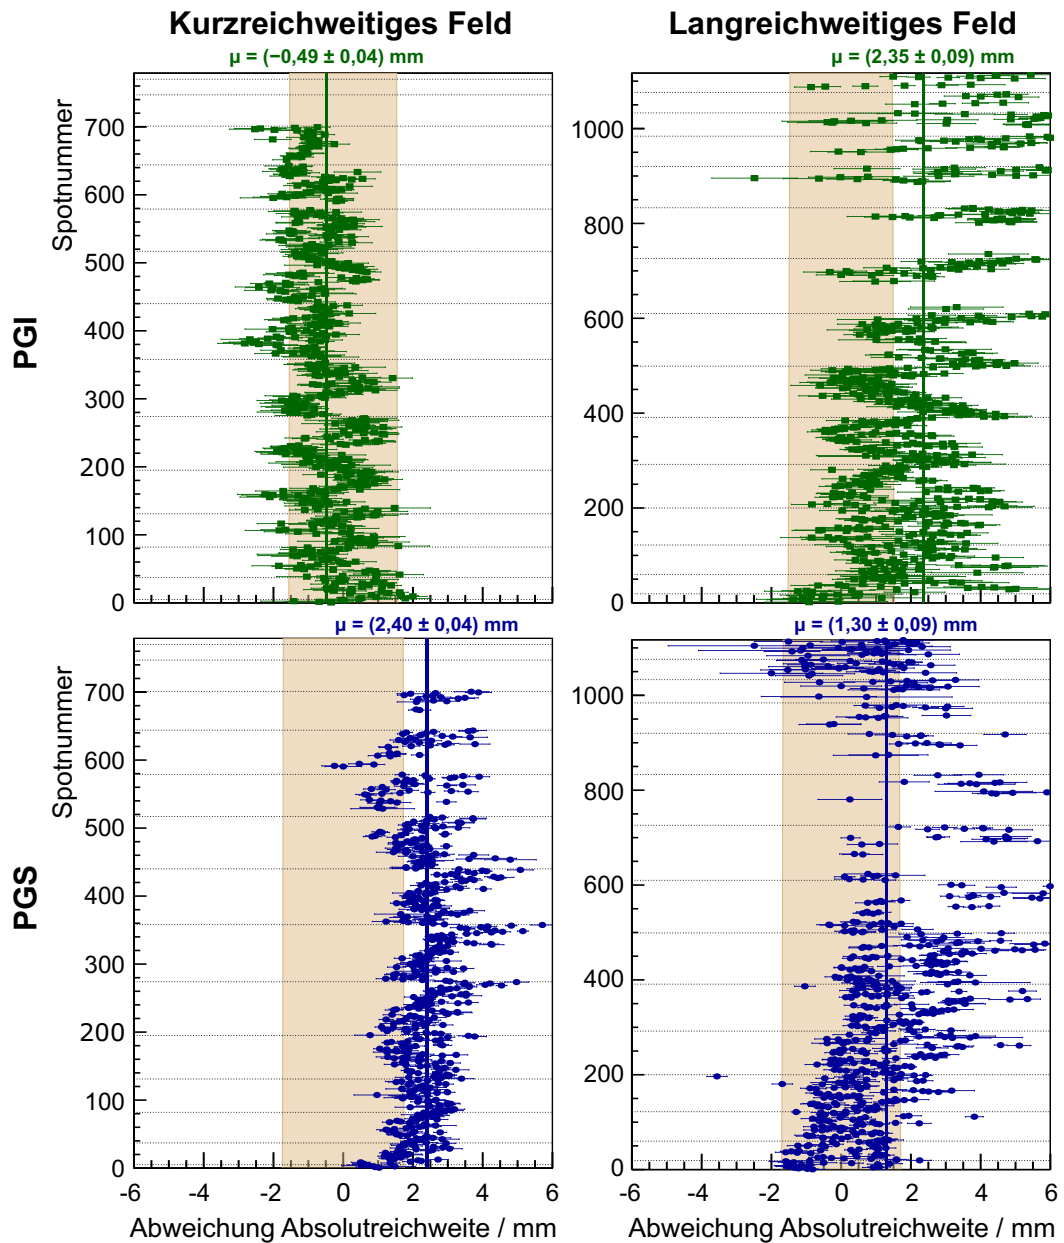 Kurzreichweitiges Feld
Langreichweitiges Feld
μ = (−0,49 ± 0,04) mm
μ = (2,35 ± 0,09) mm
PGI
Spotnummer
700
600
500
400
300
200
100
0
1000
800
600
400
200
0
μ = (2,40 ± 0,04) mm
μ = (1,30 ± 0,09) mm
PGS
Spotnummer
700
600
500
400
300
200
100
0
1000
800
600
400
200
0
-6 -4 -2 0 2 4 6
-6 -4 -2 0 2 4 6
Abweichung Absolutreichweite / mm
Abweichung Absolutreichweite / mm